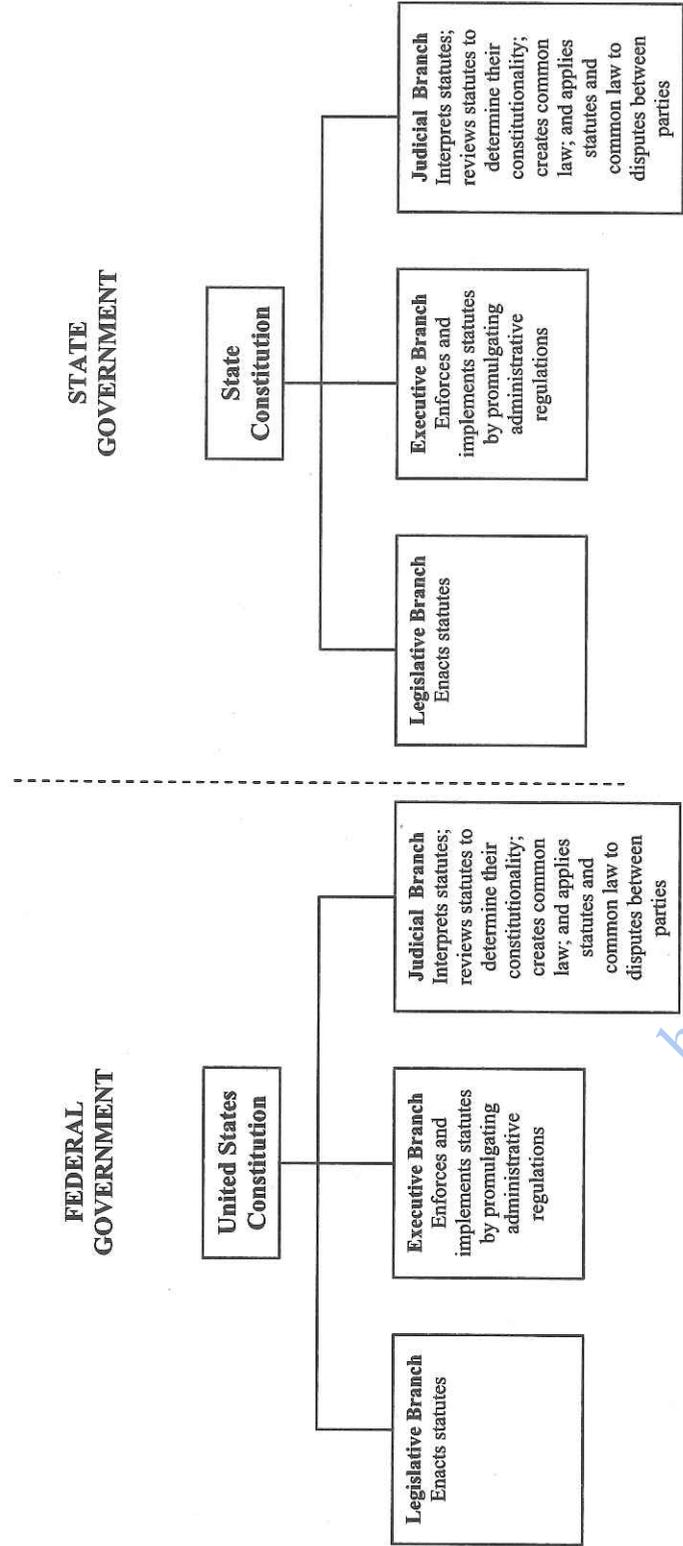 FEDERAL
GOVERNMENT
United States
Constitution
Legislative Branch
Enacts statutes
Executive Branch
Enforces and
implements statutes
by promulgating
administrative
regulations
Judicial Branch
Interprets statutes;
reviews statutes to
determine their
constitutionality;
creates common
law; and applies
statutes and
common law to
disputes between
parties
STATE
GOVERNMENT
State
Constitution
Legislative Branch
Enacts statutes
Executive Branch
Enforces and
implements statutes
by promulgating
administrative
regulations
Judicial Branch
Interprets statutes;
reviews statutes to
determine their
constitutionality;
creates common
law; and applies
statutes and
common law to
disputes between
parties